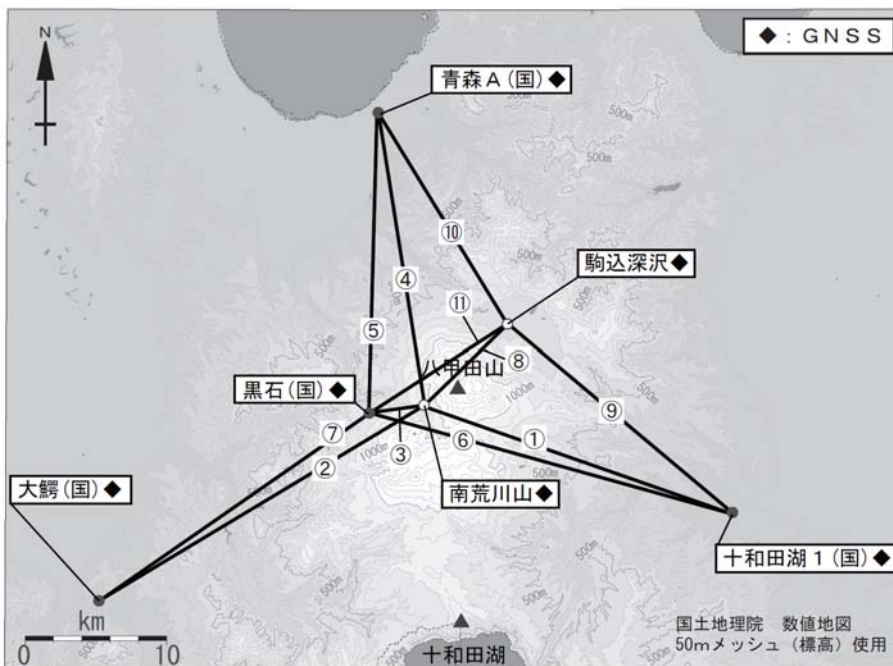 N
◆：GNSS
青森A(国)◆
500m
500m
500m
⑩
駒込深沢◆
④
⑪
⑤
500m
⑧
八甲田山
黒石(国)◆
1000m
⑨
⑦
⑥
①
②
1000m
③
500m
大鰐(国)◆
南荒川山◆
500m
十和田湖1(国)◆
500m
km
0
10
十和田湖
国土地理院 数値地図
50mメッシュ(標高)使用